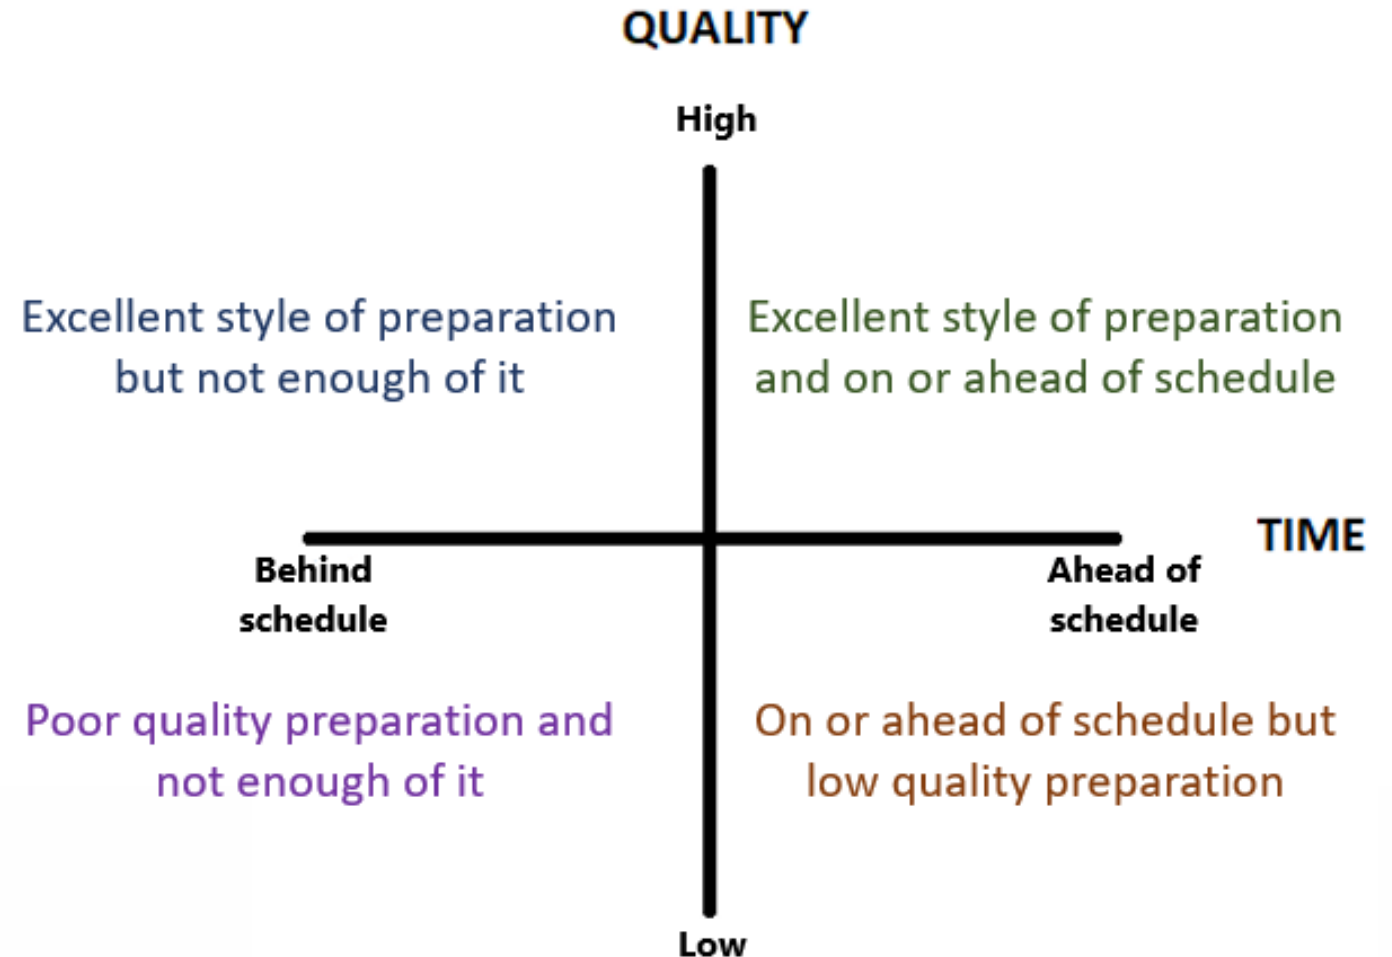 QUALITY
High
Excellent style of preparation
but not enough of it
Excellent style of preparation
and on or ahead of schedule
TIME
Behind
schedule
Ahead of
schedule
Poor quality preparation and
not enough of it
On or ahead of schedule but
low quality preparation
Low